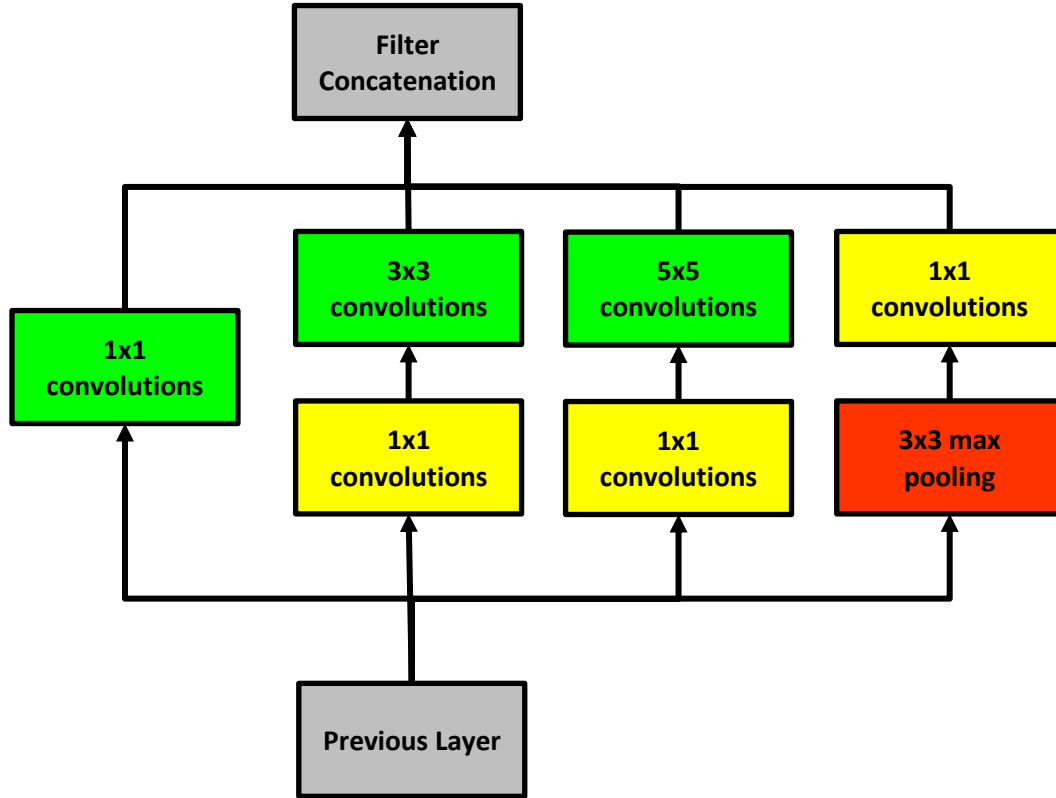 Filter
Concatenation
3x3
convolutions
5x5
convolutions
1x1
convolutions
1x1
convolutions
1x1
convolutions
1x1
convolutions
3x3 max
pooling
Previous Layer